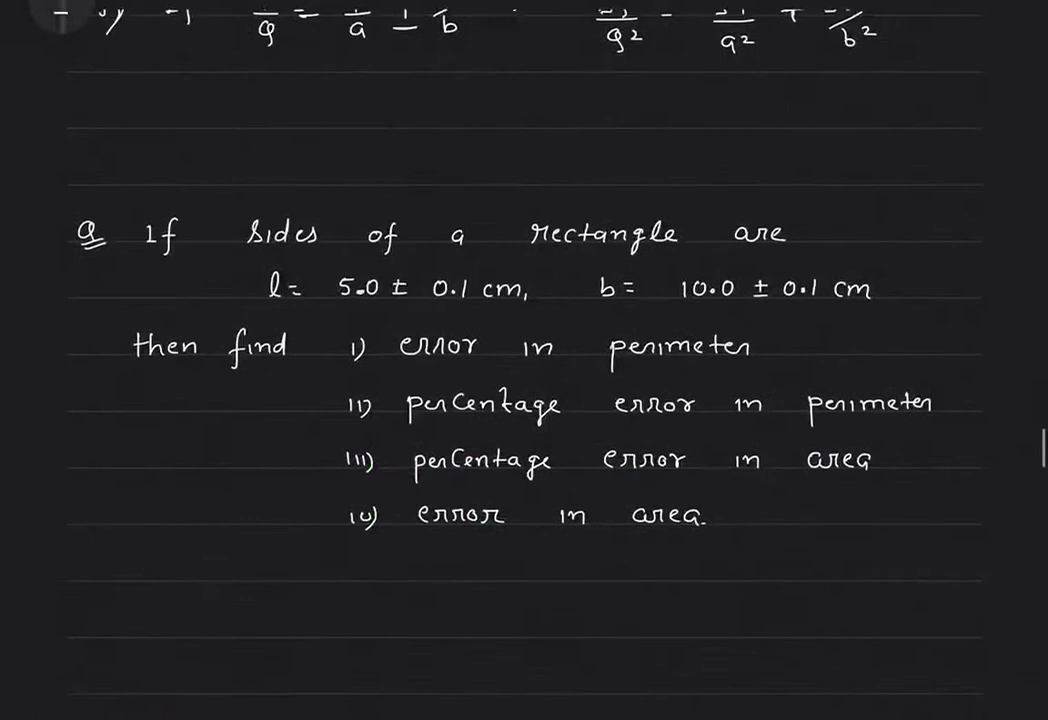 Q If sides of a rectangle are
l = 5.0 ± 0.1 cm, b = 10.0 ± 0.1 cm
then find i) error in perimeter
ii) percentage error in perimeter
iii) percentage error in area
iv) error in area.